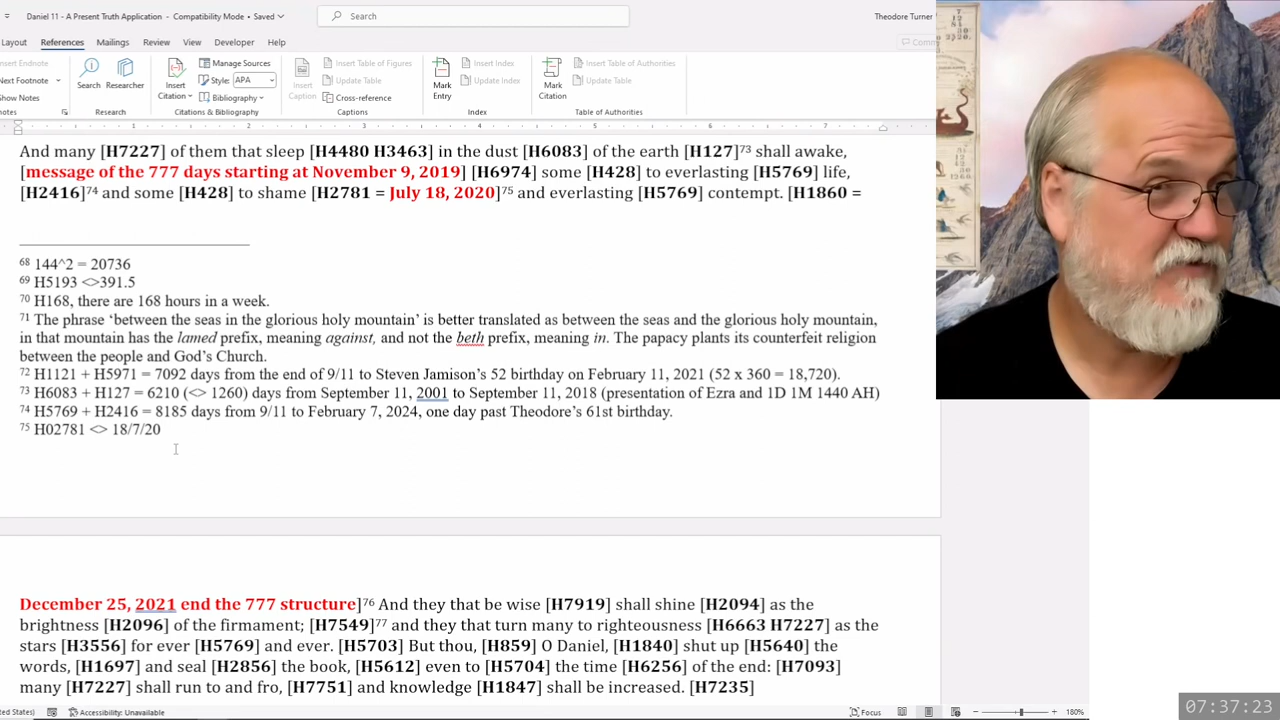 Daniel 11 - A Present Truth Application - Compatibility Mode • Saved
Search
Theodore Turner
Layout References Mailings Review View Developer Help
Insert Endnote
Next Footnote
Show Notes
Search
Researcher
Research
Insert Citation
Manage Sources
Style: APA
Bibliography
Citations & Bibliography
Insert Caption
Insert Table of Figures
Update Table
Cross-reference
Captions
Mark Entry
Insert Index
Update Index
Index
Mark Citation
Insert Table of Authorities
Update Table
Table of Authorities
1 2 3 4 5 6 7
And many [H7227] of them that sleep [H4480 H3463] in the dust [H6083] of the earth [H127]73 shall awake,
[message of the 777 days starting at November 9, 2019] [H6974] some [H428] to everlasting [H5769] life,
[H2416]74 and some [H428] to shame [H2781 = July 18, 2020]75 and everlasting [H5769] contempt. [H1860 =
68 144^2 = 20736
69 H5193 <>391.5
70 H168, there are 168 hours in a week.
71 The phrase ‘between the seas in the glorious holy mountain’ is better translated as between the seas and the glorious holy mountain,
in that mountain has the lamed prefix, meaning against, and not the beth prefix, meaning in. The papacy plants its counterfeit religion
between the people and God’s Church.
72 H1121 + H5971 = 7092 days from the end of 9/11 to Steven Jamison’s 52 birthday on February 11, 2021 (52 x 360 = 18,720).
73 H6083 + H127 = 6210 (<> 1260) days from September 11, 2001 to September 11, 2018 (presentation of Ezra and 1D 1M 1440 AH)
74 H5769 + H2416 = 8185 days from 9/11 to February 7, 2024, one day past Theodore’s 61st birthday.
75 H02781 <> 18/7/20
December 25, 2021 end the 777 structure]76 And they that be wise [H7919] shall shine [H2094] as the
brightness [H2096] of the firmament; [H7549]77 and they that turn many to righteousness [H6663 H7227] as the
stars [H3556] for ever [H5769] and ever. [H5703] But thou, [H859] O Daniel, [H1840] shut up [H5640] the
words, [H1697] and seal [H2856] the book, [H5612] even to [H5704] the time [H6256] of the end: [H7093]
many [H7227] shall run to and fro, [H7751] and knowledge [H1847] shall be increased. [H7235]
Accessibility: Unavailable
Focus
180%
07:37:23